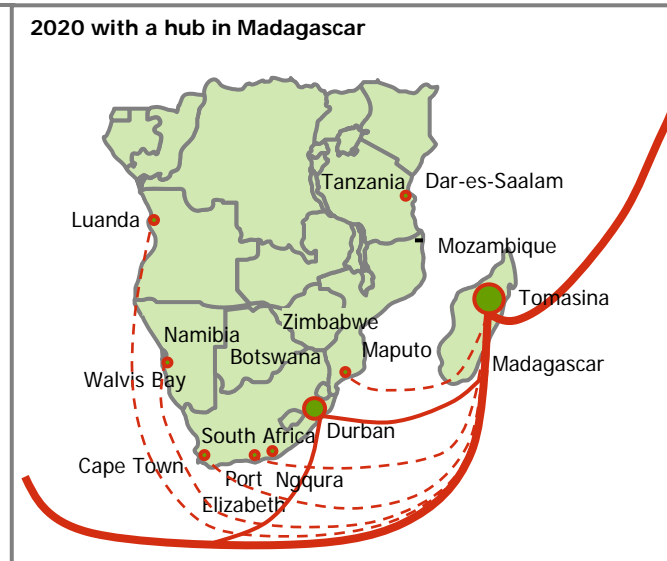 2020 with a hub in Madagascar
Tanzania
Dar-es-Saalam
Luanda
Mozambique
Tomasina
Zimbabwe
Namibia
Botswana
Maputo
Madagascar
Walvis Bay
South Africa
Durban
Cape Town
Port
Elizabeth
Ngqura